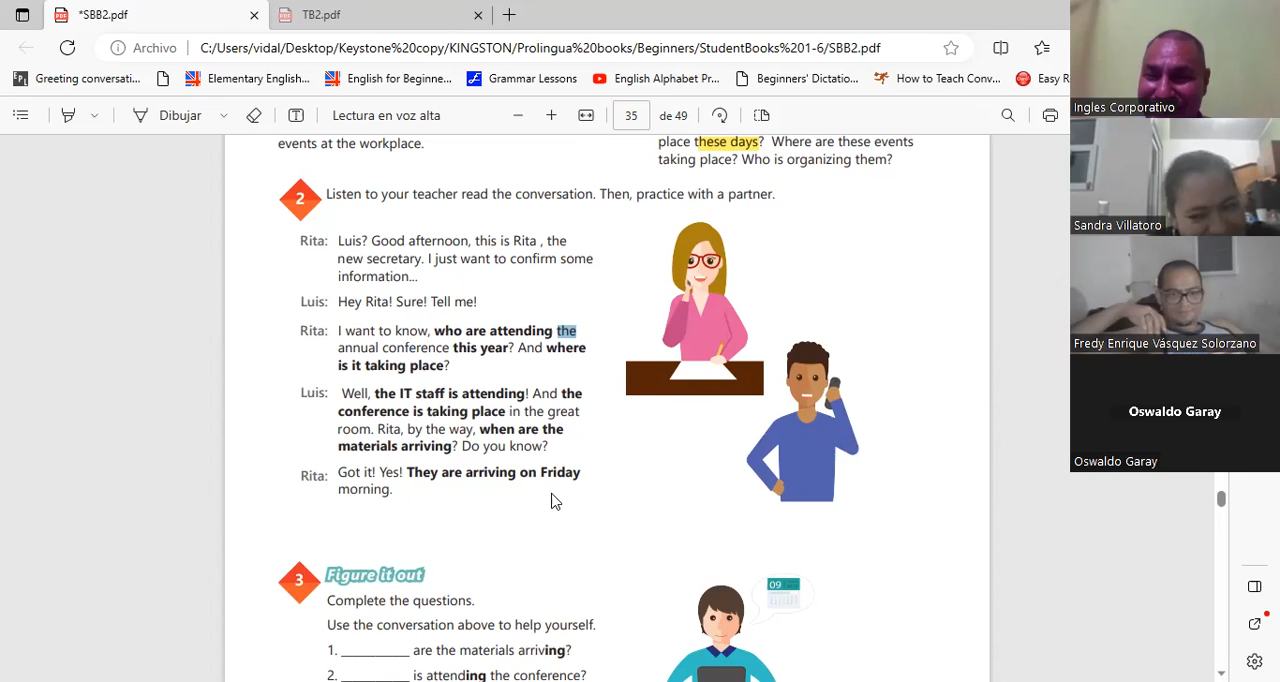 *SBB2.pdf
TB2.pdf
Archivo
C:/Users/vidal/Desktop/Keystone%20copy/KINGSTON/Prolingua%20books/Beginners/StudentBooks%201-6/SBB2.pdf
Greeting conversati...
Elementary English...
English for Beginne...
Grammar Lessons
English Alphabet Pr...
Beginners' Dictatio...
How to Teach Conv...
Easy R
Dibujar
Lectura en voz alta
35
de 49
events at the workplace.
place these days? Where are these events
taking place? Who is organizing them?
2
Listen to your teacher read the conversation. Then, practice with a partner.
Rita: Luis? Good afternoon, this is Rita , the
new secretary. I just want to confirm some
information...
Luis: Hey Rita! Sure! Tell me!
Rita: I want to know, who are attending the
annual conference this year? And where
is it taking place?
Luis: Well, the IT staff is attending! And the
conference is taking place in the great
room. Rita, by the way, when are the
materials arriving? Do you know?
Rita: Got it! Yes! They are arriving on Friday
morning.
3
Figure it out
09
Complete the questions.
Use the conversation above to help yourself.
1. __________ are the materials arriving?
2. __________ is attending the conference?
Ingles Corporativo
Sandra Villatoro
Fredy Enrique Vásquez Solorzano
Oswaldo Garay
Oswaldo Garay